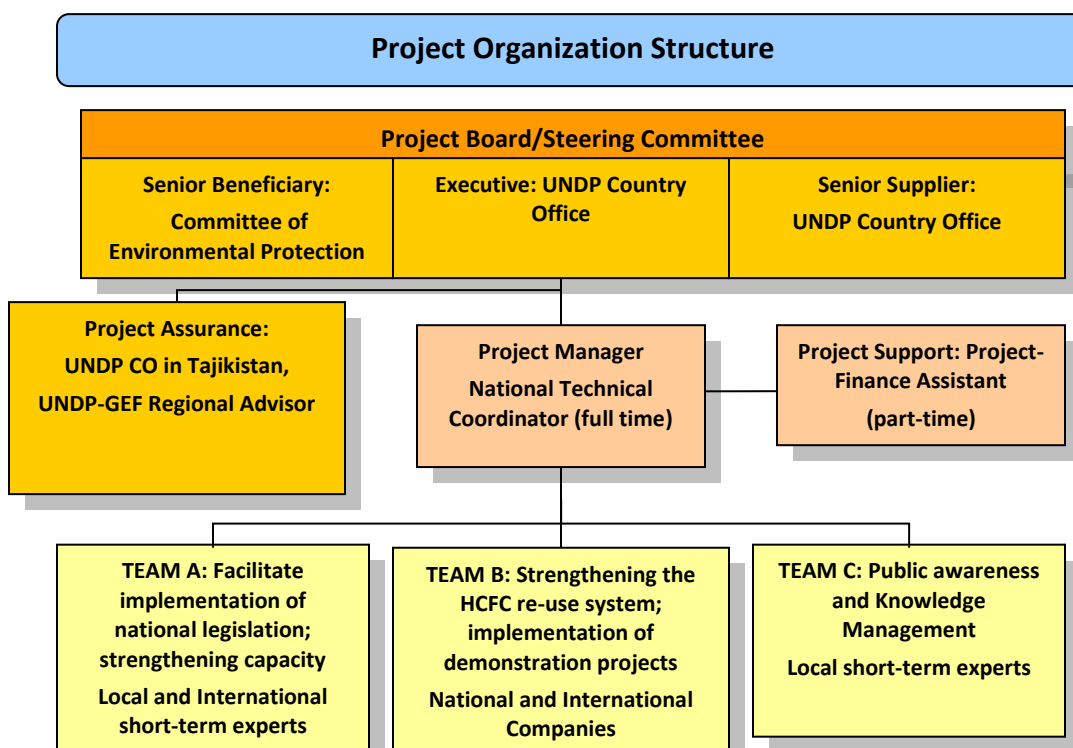 Project Organization Structure
Project Board/Steering Committee
Senior Beneficiary:
Committee of
Environmental Protection
Executive: UNDP Country
Office
Senior Supplier:
UNDP Country Office
Project Assurance:
UNDP CO in Tajikistan,
UNDP-GEF Regional Advisor
Project Manager
National Technical
Coordinator (full time)
Project Support: Project-
Finance Assistant
(part-time)
TEAM A: Facilitate
implementation of
national legislation;
strengthening capacity
Local and International
short-term experts
TEAM B: Strengthening the
HCFC re-use system;
implementation of
demonstration projects
National and International
Companies
TEAM C: Public awareness
and Knowledge
Management
Local short-term experts